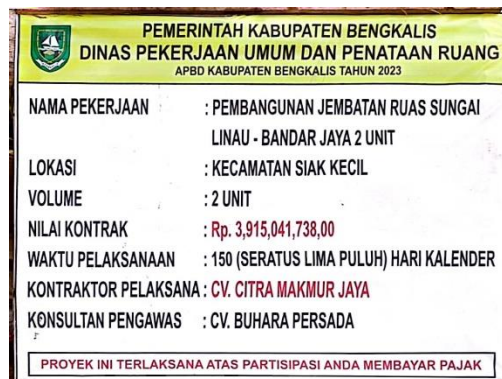 PEMERINTAH KABUPATEN BENGKALIS
DINAS PEKERJAAN UMUM DAN PENATAAN RUANG
APBD KABUPATEN BENGKALIS TAHUN 2023
NAMA PEKERJAAN : PEMBANGUNAN JEMBATAN RUAS SUNGAI
LINAU - BANDAR JAYA 2 UNIT
LOKASI : KECAMATAN SIAK KECIL
VOLUME : 2 UNIT
NILAI KONTRAK : Rp. 3,915,041,738,00
WAKTU PELAKSANAAN : 150 (SERATUS LIMA PULUH) HARI KALENDER
KONTRAKTOR PELAKSANA : CV. CITRA MAKMUR JAYA
KONSULTAN PENGAWAS : CV. BUHARA PERSADA
PROYEK INI TERLAKSANA ATAS PARTISIPASI ANDA MEMBAYAR PAJAK